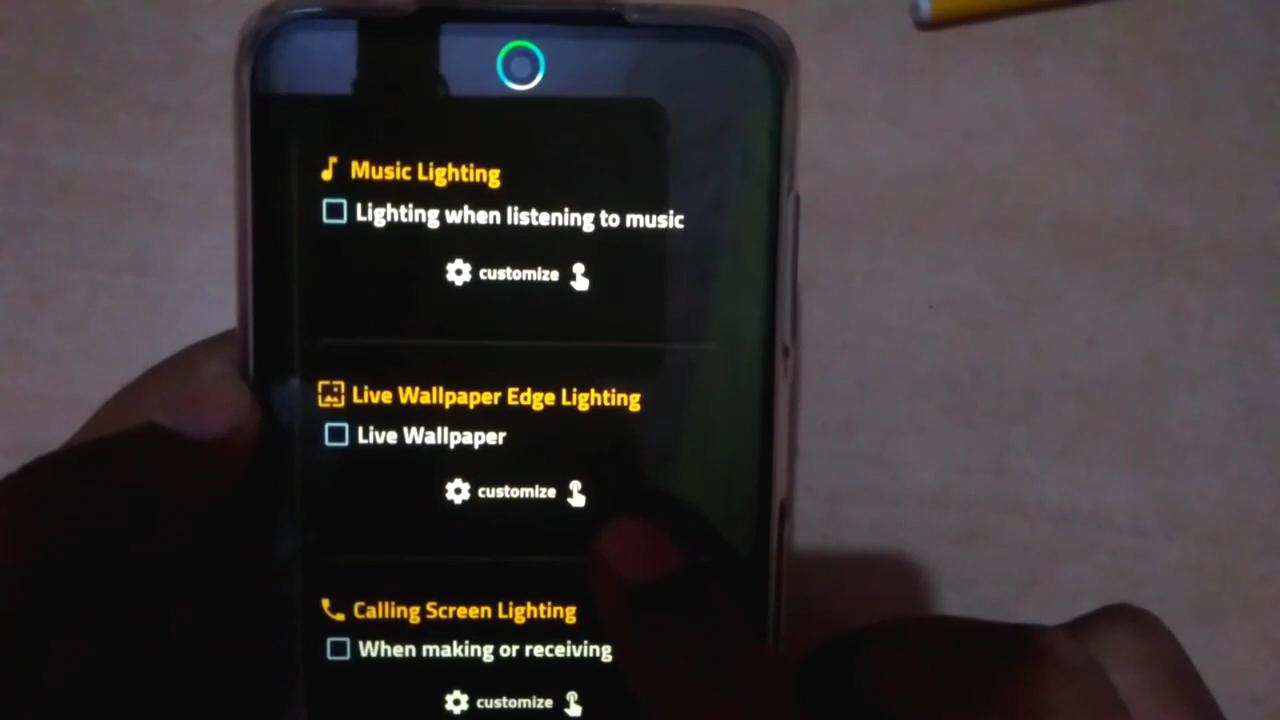 Music Lighting
Lighting when listening to music
customize
Live Wallpaper Edge Lighting
Live Wallpaper
customize
Calling Screen Lighting
When making or receiving
customize